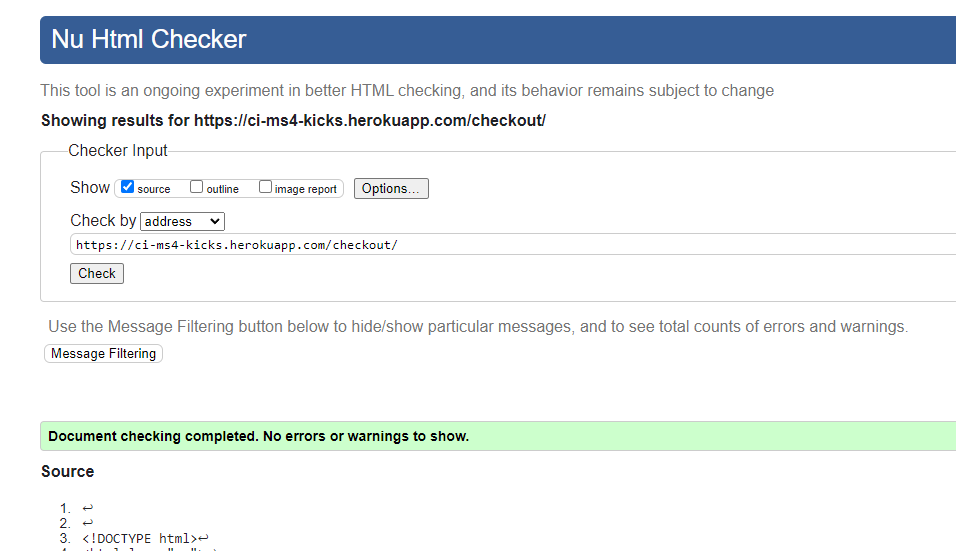 Nu Html Checker
This tool is an ongoing experiment in better HTML checking, and its behavior remains subject to change
Showing results for https://ci-ms4-kicks.herokuapp.com/checkout/
Checker Input
Show source outline image report Options...
Check by address
https://ci-ms4-kicks.herokuapp.com/checkout/
Check
Use the Message Filtering button below to hide/show particular messages, and to see total counts of errors and warnings.
Message Filtering
Document checking completed. No errors or warnings to show.
Source
1. ↩
2. ↩
3. <!DOCTYPE html>↩